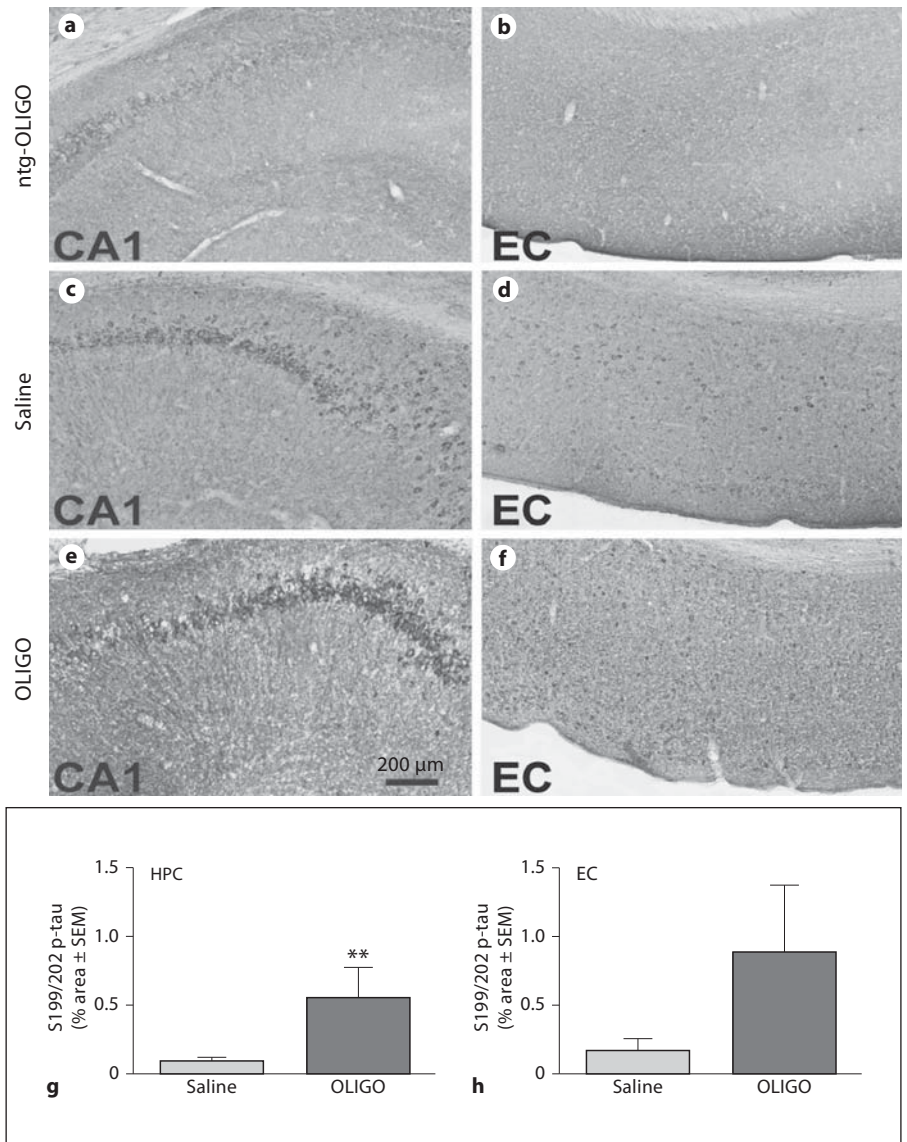 a
b
ntg-OLIGO
CA1
EC
c
d
Saline
CA1
EC
e
f
OLIGO
CA1
200 µm
EC
1.5
HPC
1.0
**
0.5
0
S199/202 p-tau
(% area ± SEM)
g
Saline
OLIGO
1.5
EC
1.0
0.5
0
S199/202 p-tau
(% area ± SEM)
h
Saline
OLIGO